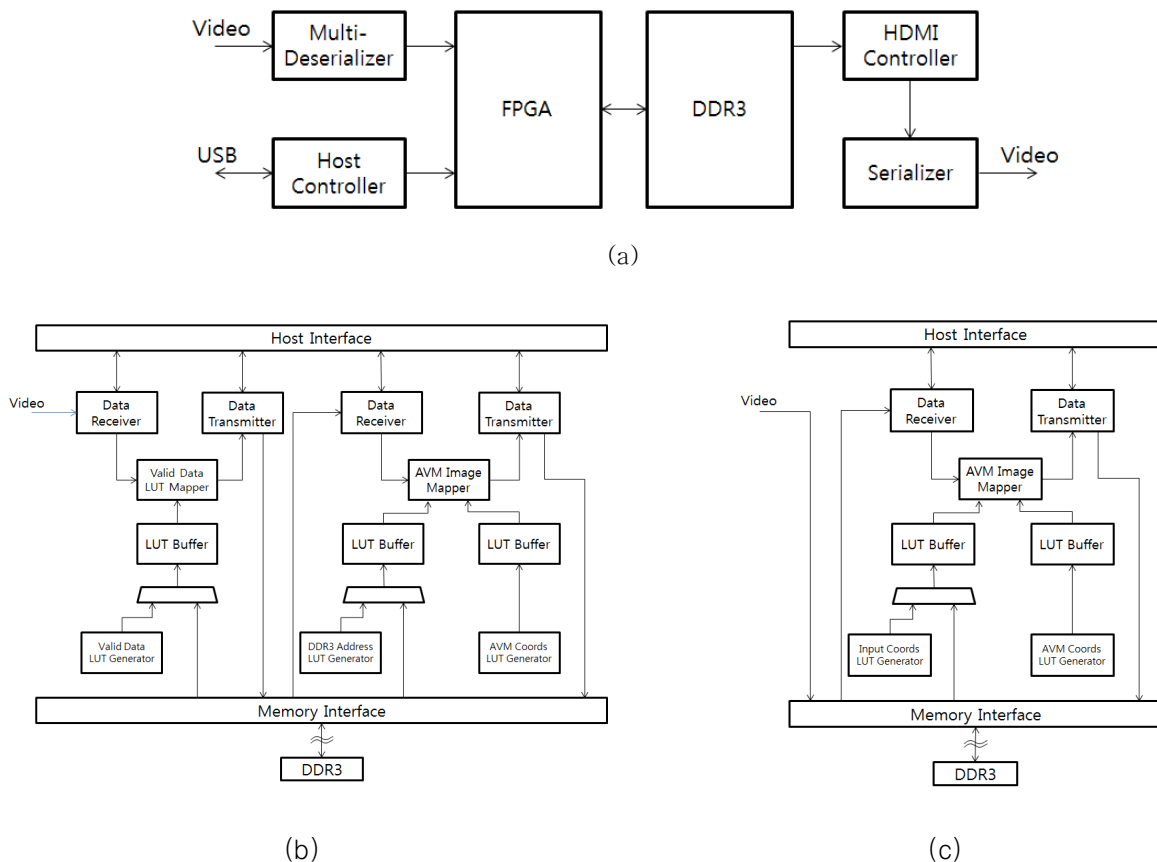 Video
Multi-
Deserializer
FPGA
DDR3
HDMI
Controller
USB
Host
Controller
Serializer
Video
(a)
Host Interface
Video
Data
Receiver
Data
Transmitter
Data
Receiver
Data
Transmitter
Valid Data
LUT Mapper
AVM Image
Mapper
LUT Buffer
LUT Buffer
LUT Buffer
Valid Data
LUT Generator
DDR3 Address
LUT Generator
AVM Coords
LUT Generator
Memory Interface
DDR3
(b)
Host Interface
Video
Data
Receiver
Data
Transmitter
AVM Image
Mapper
LUT Buffer
LUT Buffer
Input Coords
LUT Generator
AVM Coords
LUT Generator
Memory Interface
DDR3
(c)